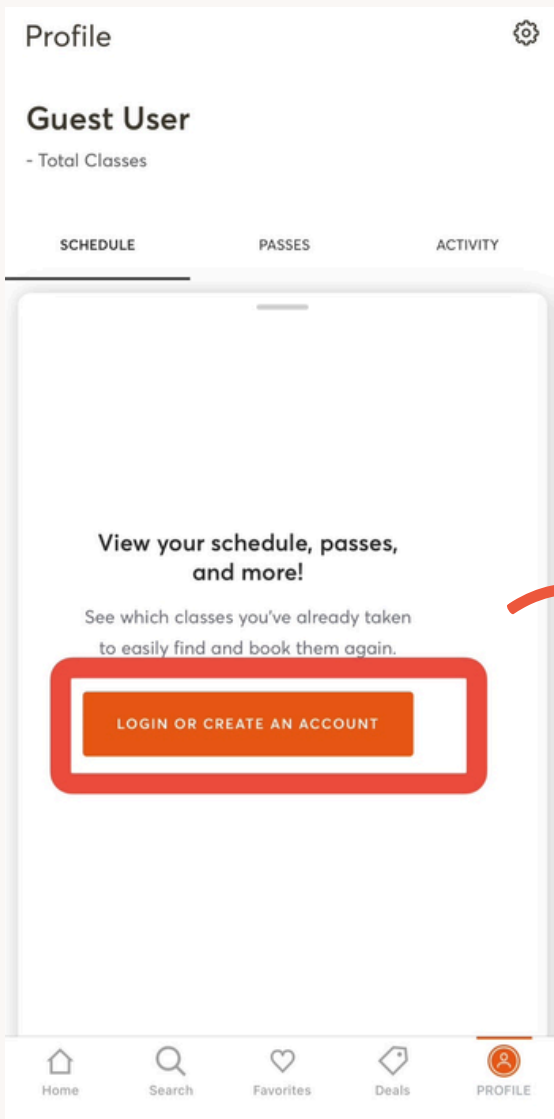 Profile
Guest User
- Total Classes
SCHEDULE PASSES ACTIVITY
View your schedule, passes,
and more!
See which classes you've already taken
to easily find and book them again.
LOGIN OR CREATE AN ACCOUNT
Home Search Favorites Deals PROFILE